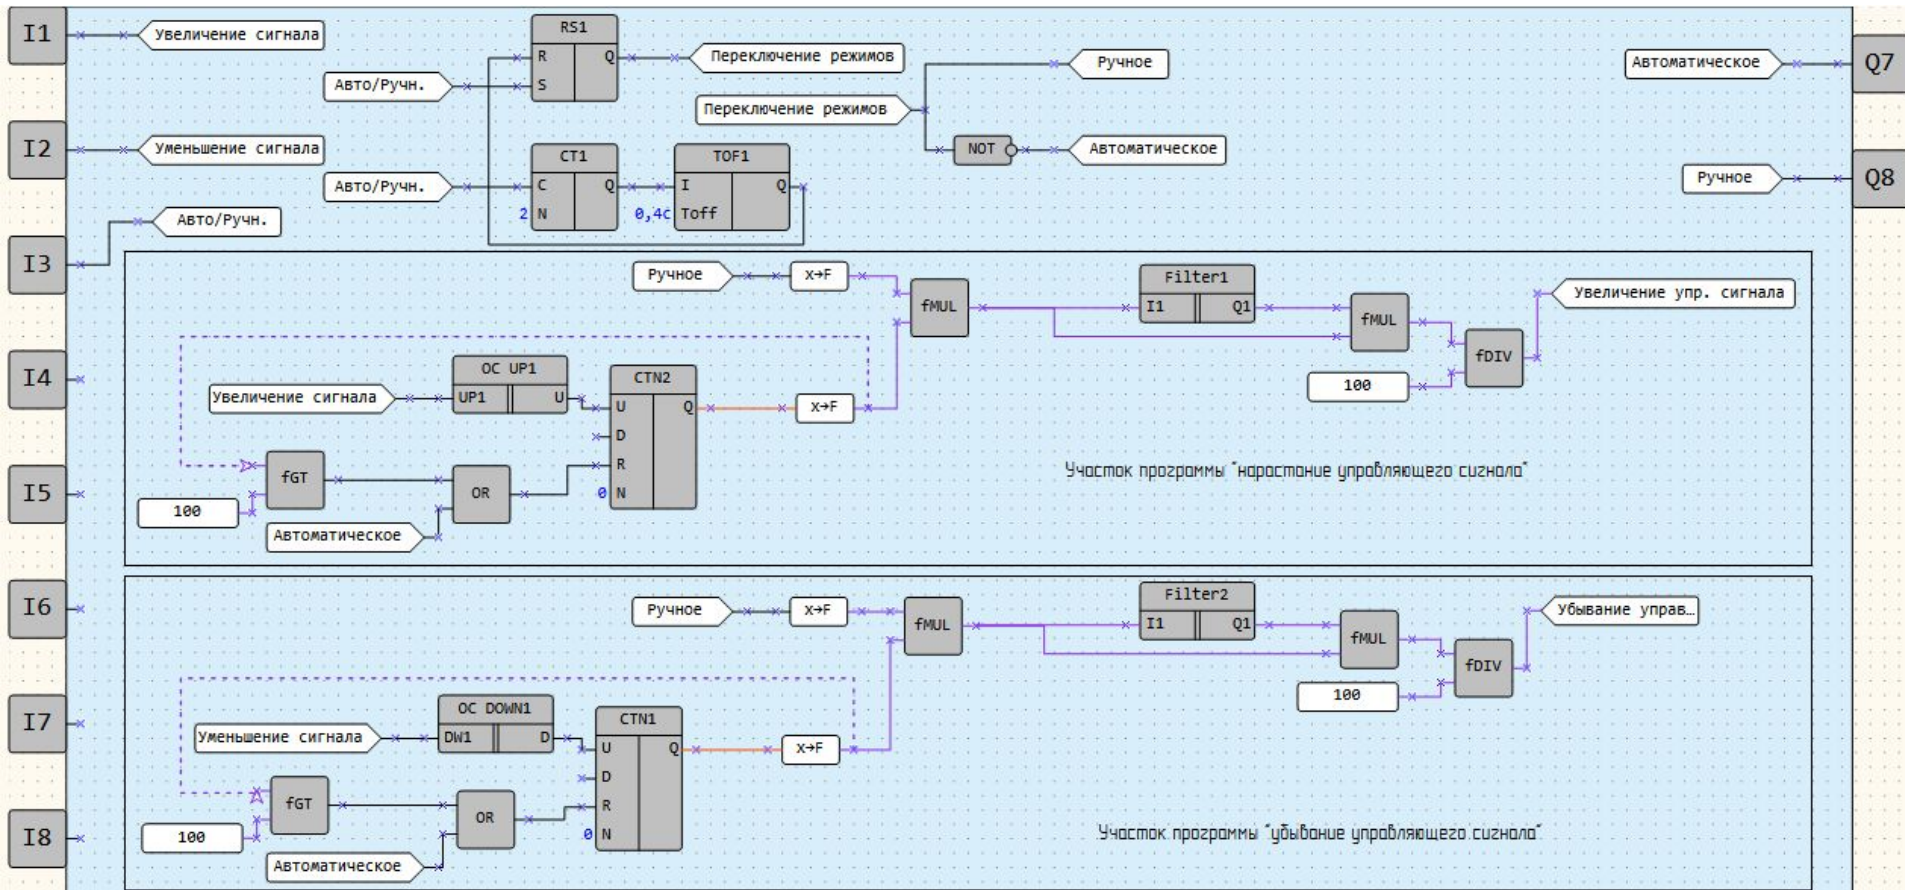 I1
Увеличение сигнала
RS1
R Q
S
Авто/Ручн.
Переключение режимов
Ручное
Автоматическое
Q7
Переключение режимов
I2
Уменьшение сигнала
CT1
C Q
2 N
Авто/Ручн.
TOF1
I Q
0,4с Toff
NOT
Автоматическое
Ручное
Q8
Авто/Ручн.
I3
Ручное
x→F
fMUL
Filter1
I1 Q1
fMUL
fDIV
100
Увеличение упр. сигнала
I4
Увеличение сигнала
OC UP1
UP1 U
CTN2
U Q
D
R
0 N
x→F
I5
fGT
100
OR
Автоматическое
Участок программы "нарастание управляющего сигнала"
I6
Ручное
x→F
fMUL
Filter2
I1 Q1
fMUL
fDIV
100
Убывание управ…
I7
Уменьшение сигнала
OC DOWN1
DW1 D
CTN1
U Q
D
R
0 N
x→F
I8
fGT
100
OR
Автоматическое
Участок программы "убывание управляющего сигнала"